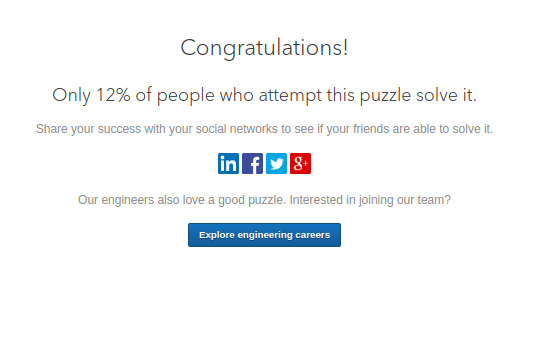 Congratulations!
Only 12% of people who attempt this puzzle solve it.
Share your success with your social networks to see if your friends are able to solve it.
in f g+
Our engineers also love a good puzzle. Interested in joining our team?
Explore engineering careers